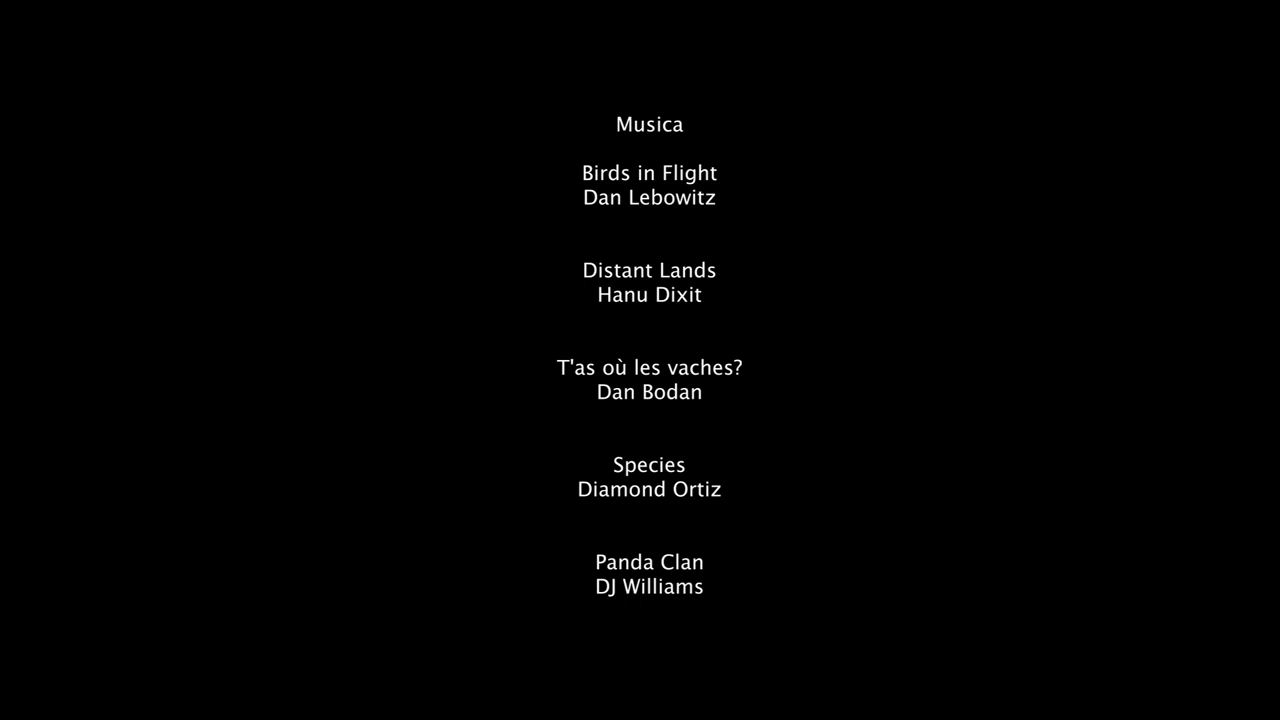 Musica
Birds in Flight
Dan Lebowitz
Distant Lands
Hanu Dixit
T'as où les vaches?
Dan Bodan
Species
Diamond Ortiz
Panda Clan
DJ Williams